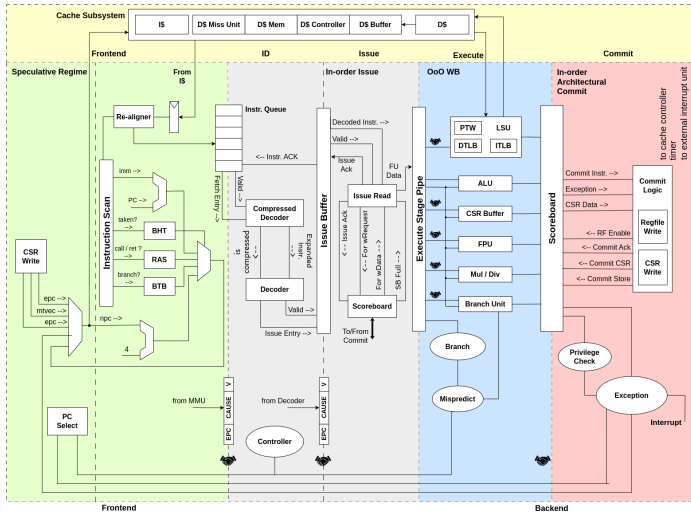 Cache Subsystem
I$
D$ Miss Unit
D$ Mem
D$ Controller
D$ Buffer
D$
Frontend
ID
Issue
Execute
Commit
Speculative Regime
From
I$
In-order Issue
OoO WB
In-order
Architectural
Commit
to cache controller
timer
to external interrupt unit
Re-aligner
Instr. Queue
Instruction Scan
imm -->
PC -->
taken?
-->
BHT
call / ret ?
-->
RAS
branch?
-->
BTB
CSR
Write
epc -->
mtvec -->
epc -->
npc -->
4
PC
Select
Fetch Entry-->
Valid -->
<-- Instr. ACK
Compressed
Decoder
is
compressed
<--
Expanded
Instr.
<--
Decoder
Valid -->
Issue Entry -->
Issue Buffer
Decoded Instr. -->
Valid -->
Issue
Ack
FU
Data
Issue Read
<-- Issue Ack
<-- For wRequest
For wData -->
SB Full -->
Scoreboard
To/From
Commit
Execute Stage Pipe
PTW
LSU
DTLB
ITLB
ALU
CSR Buffer
FPU
Mul / Div
Branch Unit
Branch
Mispredict
Scoreboard
Commit Instr. -->
Exception -->
CSR Data -->
<-- RF Enable
<-- Commit Ack
<-- Commit CSR
<-- Commit Store
Commit
Logic
Regfile
Write
CSR
Write
Privilege
Check
Exception
Interrupt
from MMU
V
CAUSE
EPC
from Decoder
V
CAUSE
EPC
Controller
Frontend
Backend